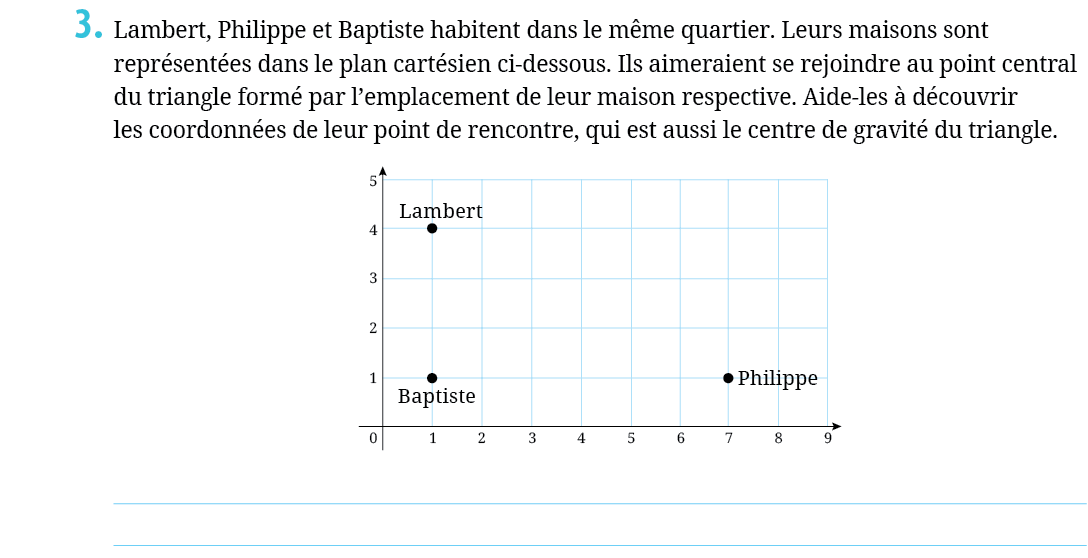 3. Lambert, Philippe et Baptiste habitent dans le même quartier. Leurs maisons sont
représentées dans le plan cartésien ci-dessous. Ils aimeraient se rejoindre au point central
du triangle formé par l’emplacement de leur maison respective. Aide-les à découvrir
les coordonnées de leur point de rencontre, qui est aussi le centre de gravité du triangle.
5
Lambert
4
3
2
1
Philippe
Baptiste
0 1 2 3 4 5 6 7 8 9